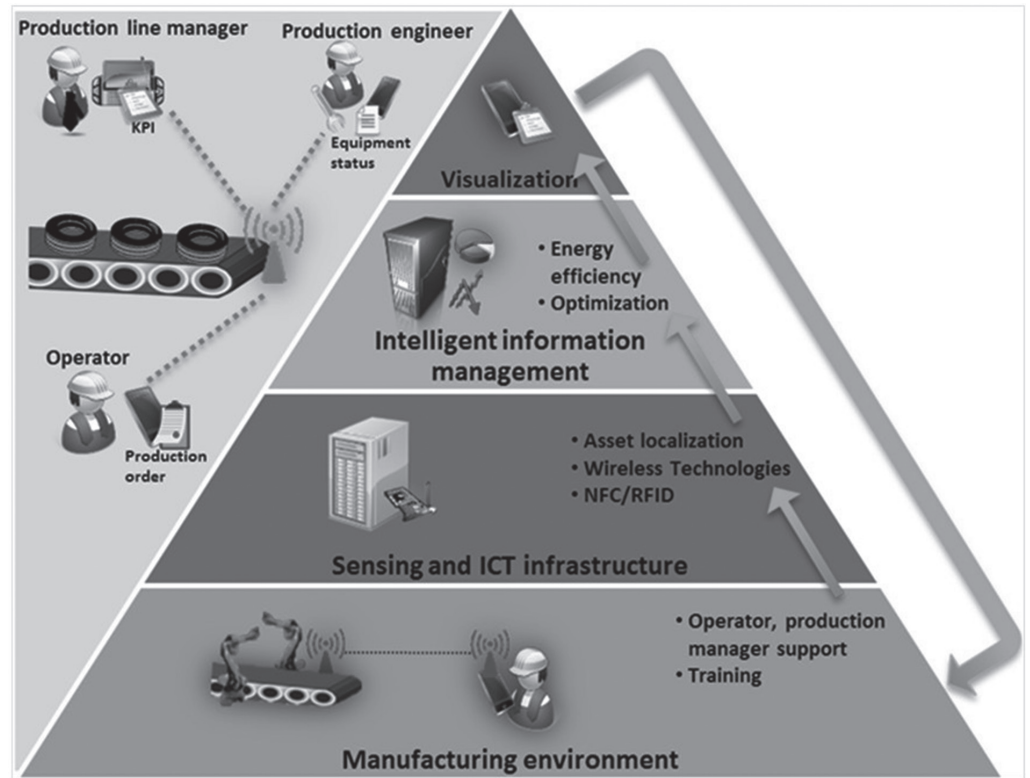 Production line manager
KPI
Production engineer
Equipment
status
Operator
Production
order
Visualization
• Energy
efficiency
• Optimization
Intelligent information
management
• Asset localization
• Wireless Technologies
• NFC/RFID
Sensing and ICT infrastructure
• Operator, production
manager support
• Training
Manufacturing environment